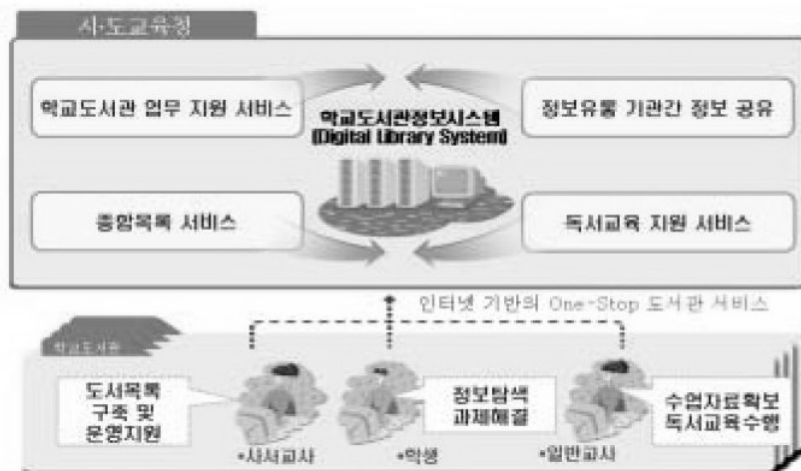 시·도교육청
학교도서관 업무 지원 서비스
정보유통 기관간 정보 공유
학교도서관정보시스템
(Digital Library System)
종합목록 서비스
독서교육 지원 서비스
인터넷 기반의 One-Stop 도서관 서비스
학교도서관
도서목록
구축 및
운영지원
정보탐색
과제해결
수업자료확보
독서교육수행
•사서교사
•학생
•일반교사